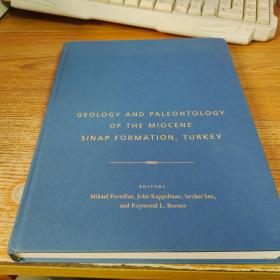 GEOLOGY AND PALEONTOLOGY
OF THE MIOCENE
SINAP FORMATION, TURKEY
EDITORS
Mikael Fortelius, John Kappelman, Sevket Sen,
and Raymond L. Bernor